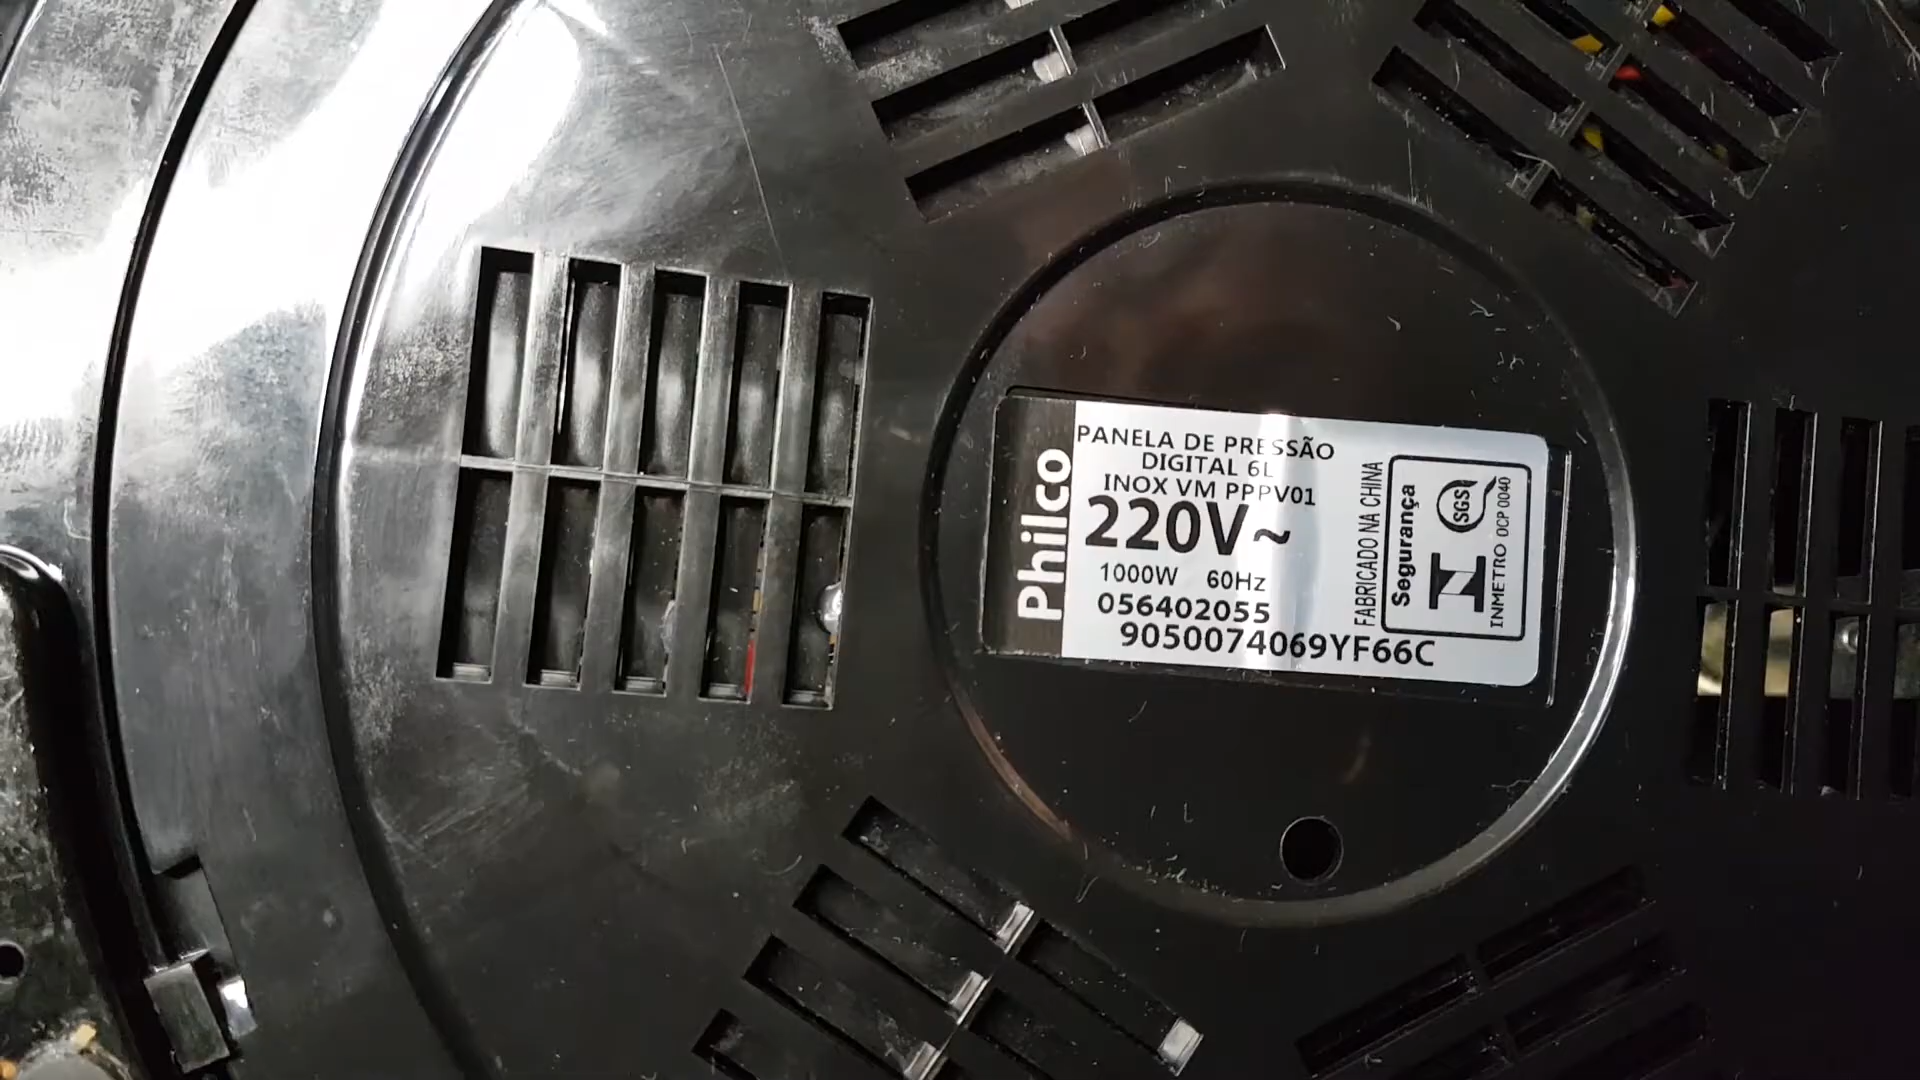 Philco
PANELA DE PRESSÃO
DIGITAL 6L
INOX VM PPPV01
220V~
1000W 60Hz
056402055
9050074069YF66C
FABRICADO NA CHINA
Segurança
SGS
INMETRO OCP 0040